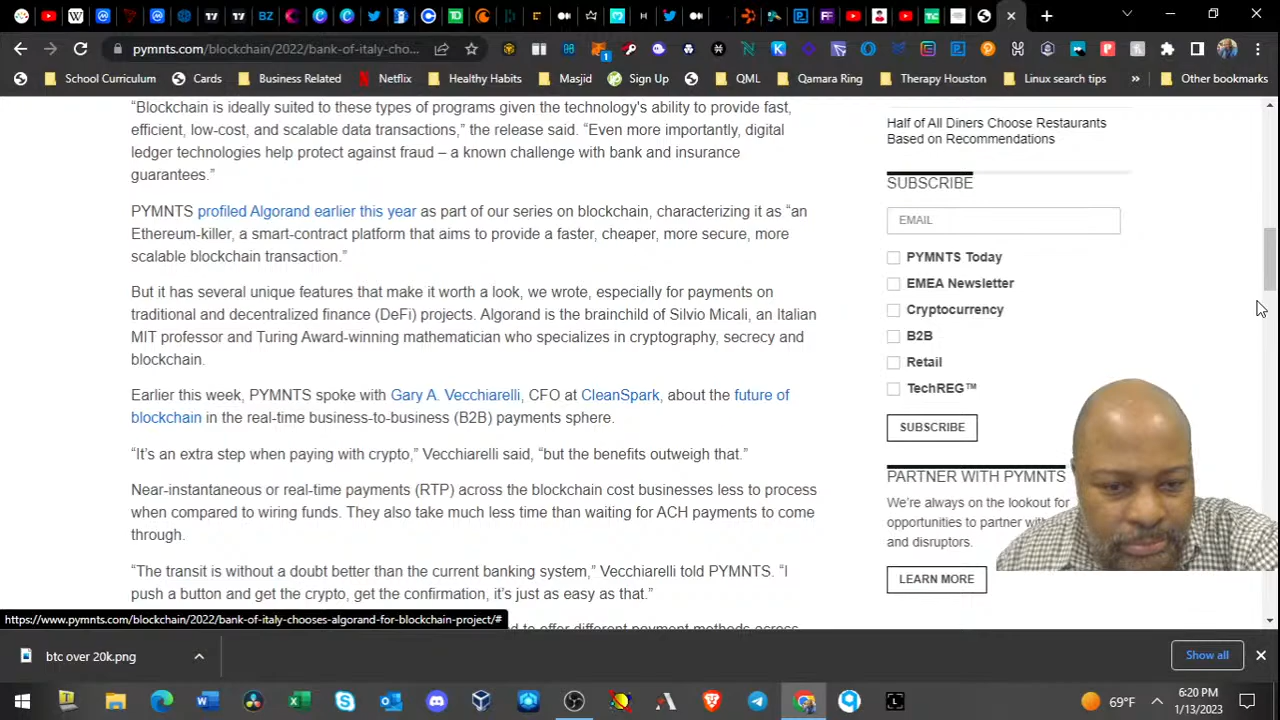 pymnts.com/blockchain/2022/bank-of-italy-cho...
School Curriculum
Cards
Business Related
Netflix
Healthy Habits
Masjid
Sign Up
QML
Qamara Ring
Therapy Houston
Linux search tips
»
Other bookmarks
“Blockchain is ideally suited to these types of programs given the technology's ability to provide fast,
efficient, low-cost, and scalable data transactions,” the release said. “Even more importantly, digital
ledger technologies help protect against fraud – a known challenge with bank and insurance
guarantees.”
PYMNTS profiled Algorand earlier this year as part of our series on blockchain, characterizing it as “an
Ethereum-killer, a smart-contract platform that aims to provide a faster, cheaper, more secure, more
scalable blockchain transaction.”
But it has several unique features that make it worth a look, we wrote, especially for payments on
traditional and decentralized finance (DeFi) projects. Algorand is the brainchild of Silvio Micali, an Italian
MIT professor and Turing Award-winning mathematician who specializes in cryptography, secrecy and
blockchain.
Earlier this week, PYMNTS spoke with Gary A. Vecchiarelli, CFO at CleanSpark, about the future of
blockchain in the real-time business-to-business (B2B) payments sphere.
“It’s an extra step when paying with crypto,” Vecchiarelli said, “but the benefits outweigh that.”
Near-instantaneous or real-time payments (RTP) across the blockchain cost businesses less to process
when compared to wiring funds. They also take much less time than waiting for ACH payments to come
through.
“The transit is without a doubt better than the current banking system,” Vecchiarelli told PYMNTS. “I
push a button and get the crypto, get the confirmation, it’s just as easy as that.”
to offer different payment methods across
Half of All Diners Choose Restaurants
Based on Recommendations
SUBSCRIBE
EMAIL
PYMNTS Today
EMEA Newsletter
Cryptocurrency
B2B
Retail
TechREG™
SUBSCRIBE
PARTNER WITH PYMNTS
We’re always on the lookout for
opportunities to partner
and disruptors.
LEARN MORE
https://www.pymnts.com/blockchain/2022/bank-of-italy-chooses-algorand-for-blockchain-project/#
btc over 20k.png
Show all
69°F
6:20 PM
1/13/2023